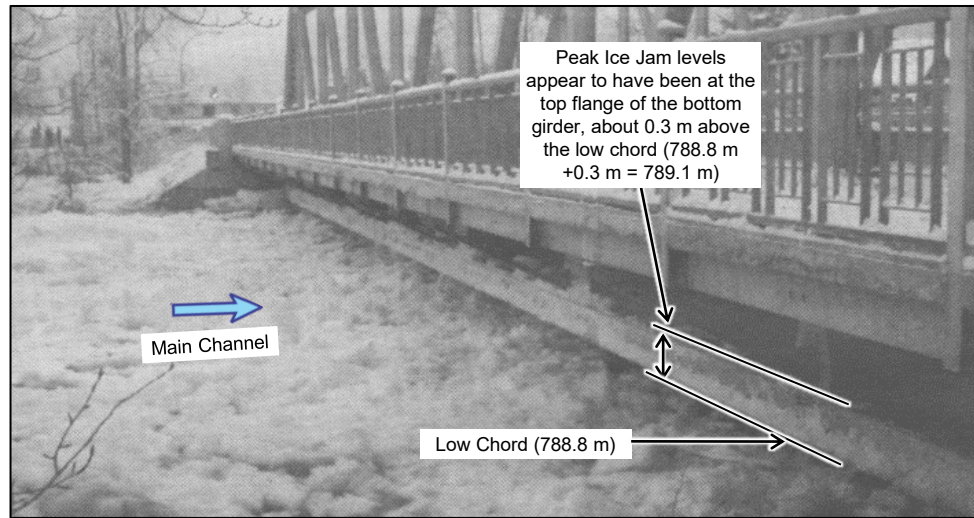 Peak Ice Jam levels
appear to have been at the
top flange of the bottom
girder, about 0.3 m above
the low chord (788.8 m
+0.3 m = 789.1 m)
Main Channel
Low Chord (788.8 m)